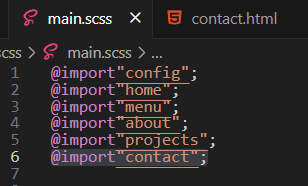 main.scss
contact.html
scss > main.scss > ...
1 @import"config";
2 @import"home";
3 @import"menu";
4 @import"about";
5 @import"projects";
6 @import"contact";